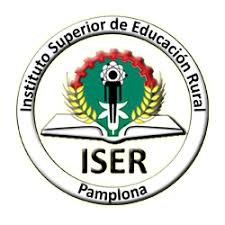 Instituto Superior de Educación Rural
ISER
Pamplona